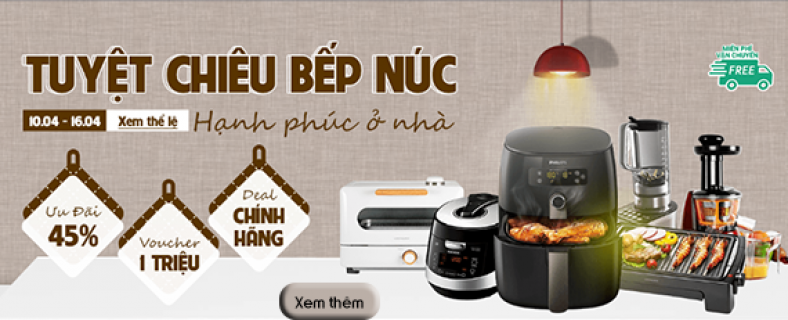 TUYỆT CHIÊU BẾP NÚC
10.04 - 16.04 Xem thể lệ
Hạnh phúc ở nhà
Ưu Đãi
45%
Voucher
1 TRIỆU
Deal
CHÍNH
HÃNG
MIỄN PHÍ
VẬN CHUYỂN
FREE
PHILIPS
Xem thêm